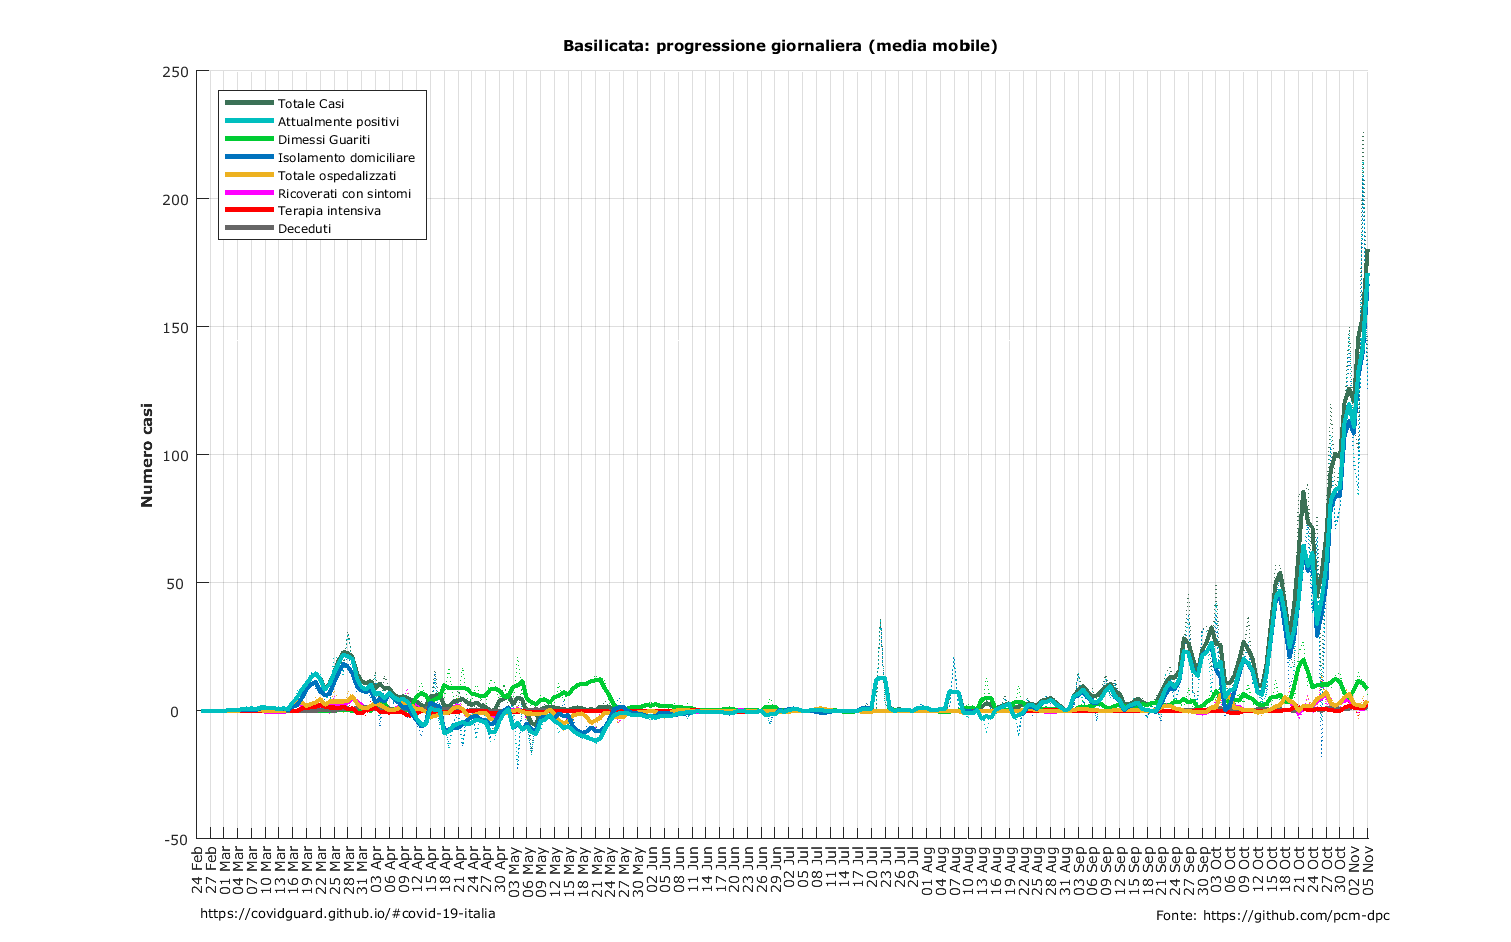 Basilicata: progressione giornaliera (media mobile)
Numero casi
250
200
150
100
50
0
-50
Totale Casi
Attualmente positivi
Dimessi Guariti
Isolamento domiciliare
Totale ospedalizzati
Ricoverati con sintomi
Terapia intensiva
Deceduti
24 Feb
27 Feb
01 Mar
04 Mar
07 Mar
10 Mar
13 Mar
16 Mar
19 Mar
22 Mar
25 Mar
28 Mar
31 Mar
03 Apr
06 Apr
09 Apr
12 Apr
15 Apr
18 Apr
21 Apr
24 Apr
27 Apr
30 Apr
03 May
06 May
09 May
12 May
15 May
18 May
21 May
24 May
27 May
30 May
02 Jun
05 Jun
08 Jun
11 Jun
14 Jun
17 Jun
20 Jun
23 Jun
26 Jun
29 Jun
02 Jul
05 Jul
08 Jul
11 Jul
14 Jul
17 Jul
20 Jul
23 Jul
26 Jul
29 Jul
01 Aug
04 Aug
07 Aug
10 Aug
13 Aug
16 Aug
19 Aug
22 Aug
25 Aug
28 Aug
31 Aug
03 Sep
06 Sep
09 Sep
12 Sep
15 Sep
18 Sep
21 Sep
24 Sep
27 Sep
30 Sep
03 Oct
06 Oct
09 Oct
12 Oct
15 Oct
18 Oct
21 Oct
24 Oct
27 Oct
30 Oct
02 Nov
05 Nov
https://covidguard.github.io/#covid-19-italia
Fonte: https://github.com/pcm-dpc